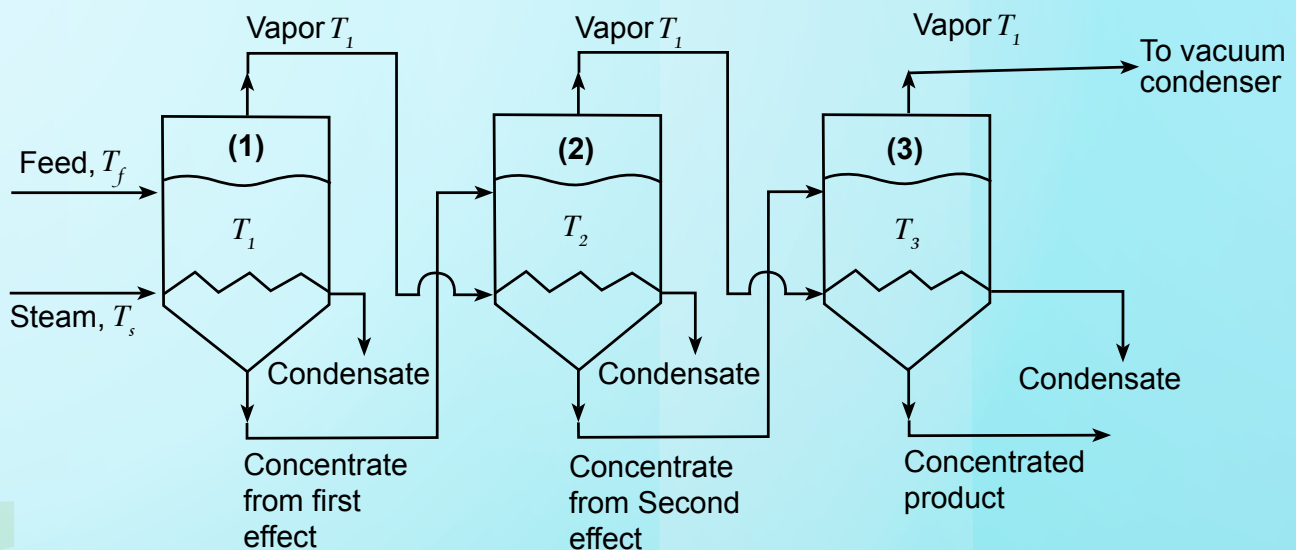 Vapor T₁
Vapor T₁
Vapor T₁
To vacuum
condenser
(1)
(2)
(3)
Feed, T_f
T₁
T₂
T₃
Steam, Tₛ
Condensate
Condensate
Condensate
Concentrate
from first
effect
Concentrate
from Second
effect
Concentrated
product